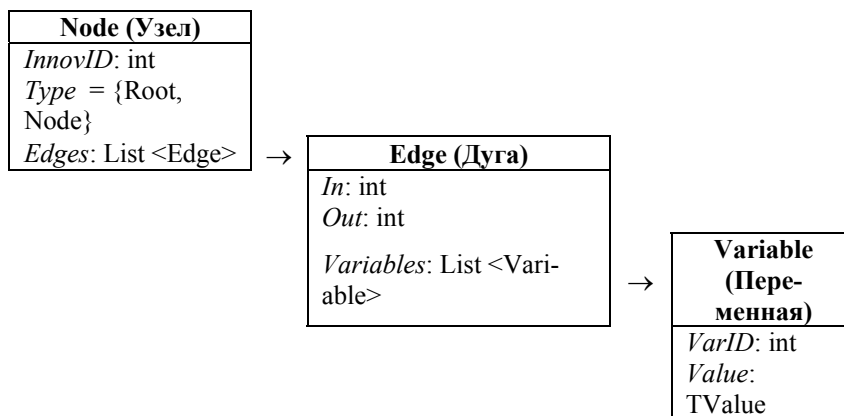 Node (Узел)
InnovID: int
Type = {Root,
Node}
Edges: List <Edge>
→
Edge (Дуга)
In: int
Out: int
Variables: List <Vari-
able>
→
Variable
(Пере-
менная)
VarID: int
Value:
TValue